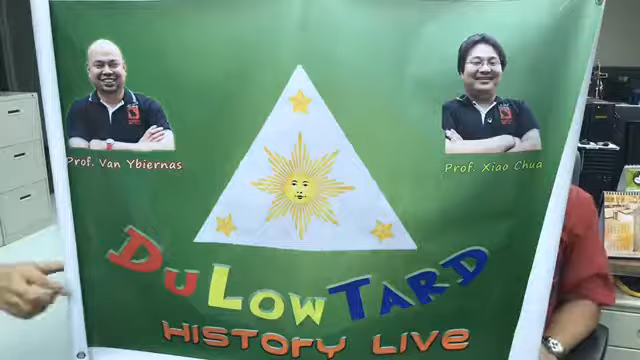 Prof. Van Ybiernas
Prof. Xiao Chua
DuLowTard
History Live